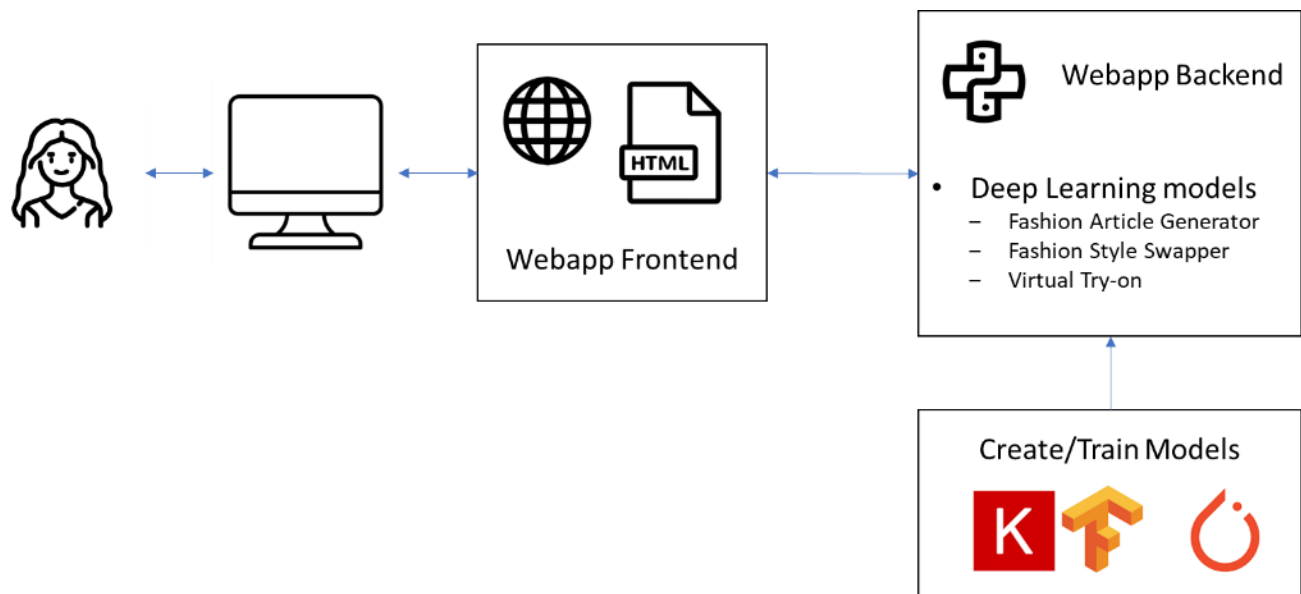 HTML
Webapp Frontend
Webapp Backend
• Deep Learning models
– Fashion Article Generator
– Fashion Style Swapper
– Virtual Try-on
Create/Train Models
K